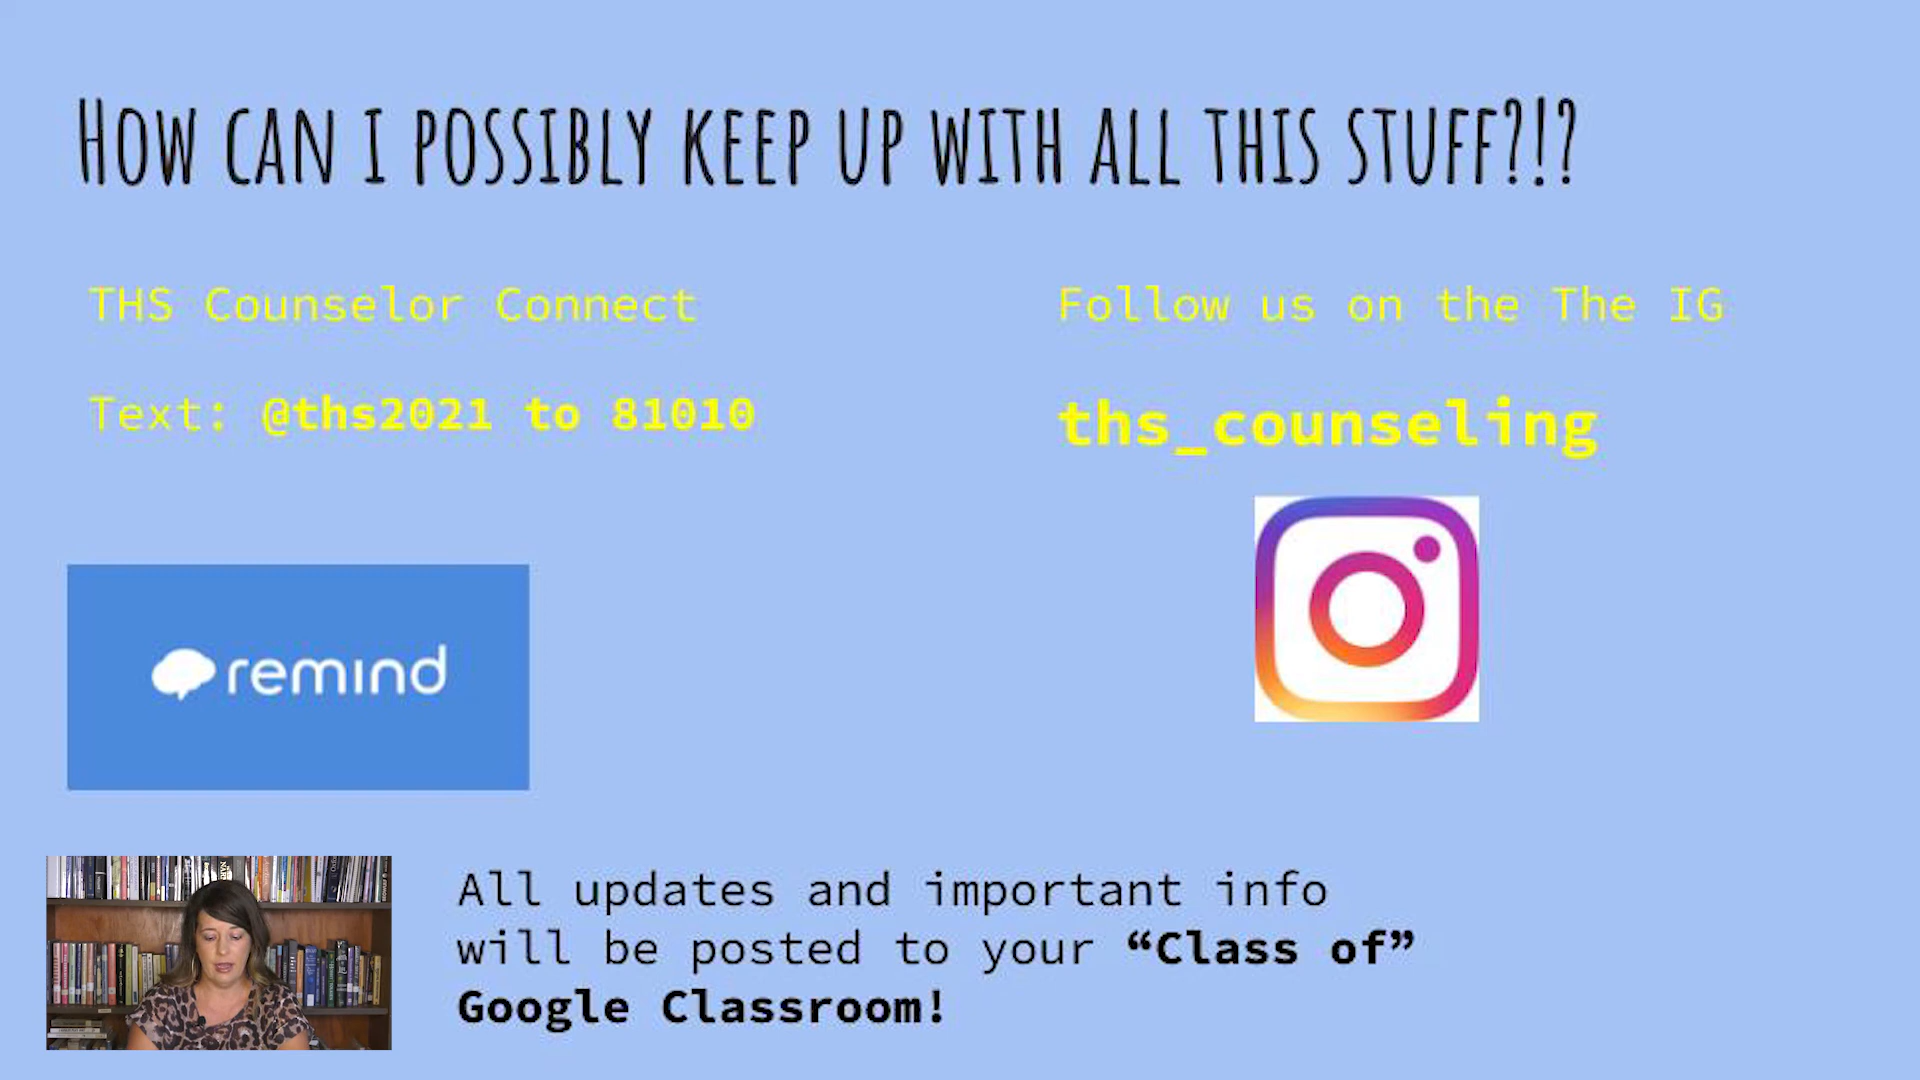 How can i possibly keep up with all this stuff?!?
THS Counselor Connect
Text: @ths2021 to 81010
Follow us on the The IG
ths_counseling
remind
All updates and important info
will be posted to your “Class of”
Google Classroom!